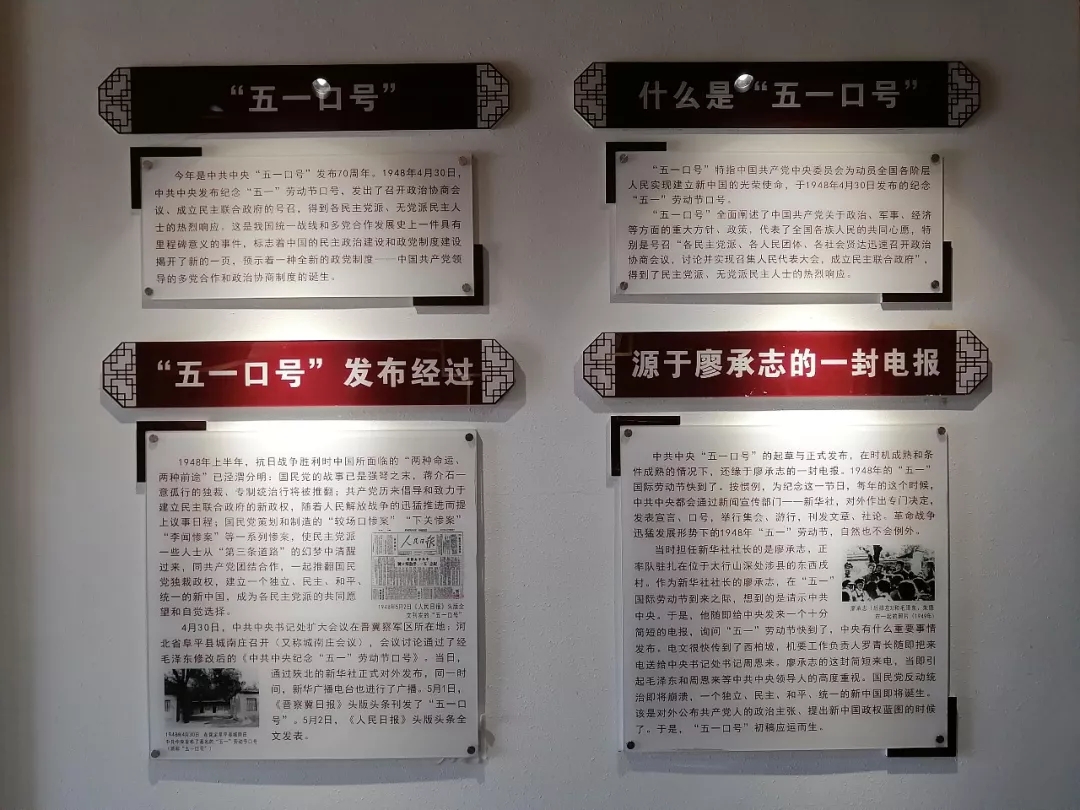 “五一口号”
今年是中共中央“五一口号”发布70周年。1948年4月30日，
中共中央发布纪念“五一”劳动节口号，发出了召开政治协商会
议、成立民主联合政府的号召，得到各民主党派、无党派民主人
士的热烈响应。这是我国统一战线和多党合作发展史上一件具有
里程碑意义的事件，标志着中国的民主政治建设和政党制度建设
揭开了新的一页，预示着一种全新的政党制度——中国共产党领
导的多党合作和政治协商制度的诞生。
什么是“五一口号”
“五一口号”特指中国共产党中央委员会为动员全国各阶层
人民实现建立新中国的光荣使命，于1948年4月30日发布的纪念
“五一”劳动节口号。
“五一口号”全面阐述了中国共产党关于政治、军事、经济
等方面的重大方针、政策，代表了全国各族人民的共同心愿，特
别是号召“各民主党派、各人民团体、各社会贤达迅速召开政治
协商会议，讨论并实现召集人民代表大会，成立民主联合政府”，
得到了民主党派、无党派民主人士的热烈响应。
“五一口号”发布经过
1948年上半年，抗日战争胜利时中国所面临的“两种命运、
两种前途”已泾渭分明：国民党的故事已是强弩之末，蒋介石一
意孤行的独裁、专制统治行将被推翻；共产党历来倡导和致力于
建立民主联合政府的新政权，随着人民解放战争的迅猛推进而提
上议事日程；国民党策划和制造的“较场口惨案”“下关惨案”
“李闻惨案”等一系列惨案，使民主党派
一些人士从“第三条道路”的幻梦中清醒
过来，同共产党团结合作，一起推翻国民
党独裁政权，建立一个独立、民主、和平、
统一的新中国，成为各民主党派的共同愿
望和自觉选择。
人民日报
1948年5月2日《人民日报》头版全
文刊发的“五一口号”
4月30日，中共中央书记处扩大会议在晋冀察军区所在地：河
北省阜平县城南庄召开（又称城南庄会议），会议讨论通过了经
毛泽东修改后的《中共中央纪念“五一”劳动节口号》。当日，
通过陕北的新华社正式对外发布，同一时
间，新华广播电台也进行了广播。5月1日，
《晋察冀日报》头版头条刊发了“五一口
号”。5月2日，《人民日报》头版头条全
文发表。
源于廖承志的一封电报
中共中央“五一口号”的起草与正式发布，在时机成熟和条
件成熟的情况下，还缘于廖承志的一封电报。1948年的“五一”
国际劳动节快到了。按惯例，为纪念这一节日，每年的这个时候，
中共中央都会通过新闻宣传部门——新华社，对外作出专门决定，
发表宣言、口号，举行集会、游行，刊发文章、社论。革命战争
迅猛发展形势下的1948年“五一”劳动节，自然也不会例外。
当时担任新华社社长的是廖承志，正
率队驻扎在位于太行山深处涉县的东西戌
村。作为新华社社长的廖承志，在“五一”
国际劳动节到来之际，想到的是请示中共
中央。于是，他随即给中央发来一个十分
简短的电报，询问“五一”劳动节快到了，中央有什么重要事情
发布。电文很快传到了西柏坡，机要工作负责人罗青长随即把来
电送给中央书记处书记周恩来。廖承志的这封简短来电，当即引
起毛泽东和周恩来等中共中央领导人的高度重视。国民党反动统
治即将崩溃，一个独立、民主、和平、统一的新中国即将诞生。
该是对外公布共产党人的政治主张、提出新中国政权蓝图的时候
了。于是，“五一口号”初稿应运而生。